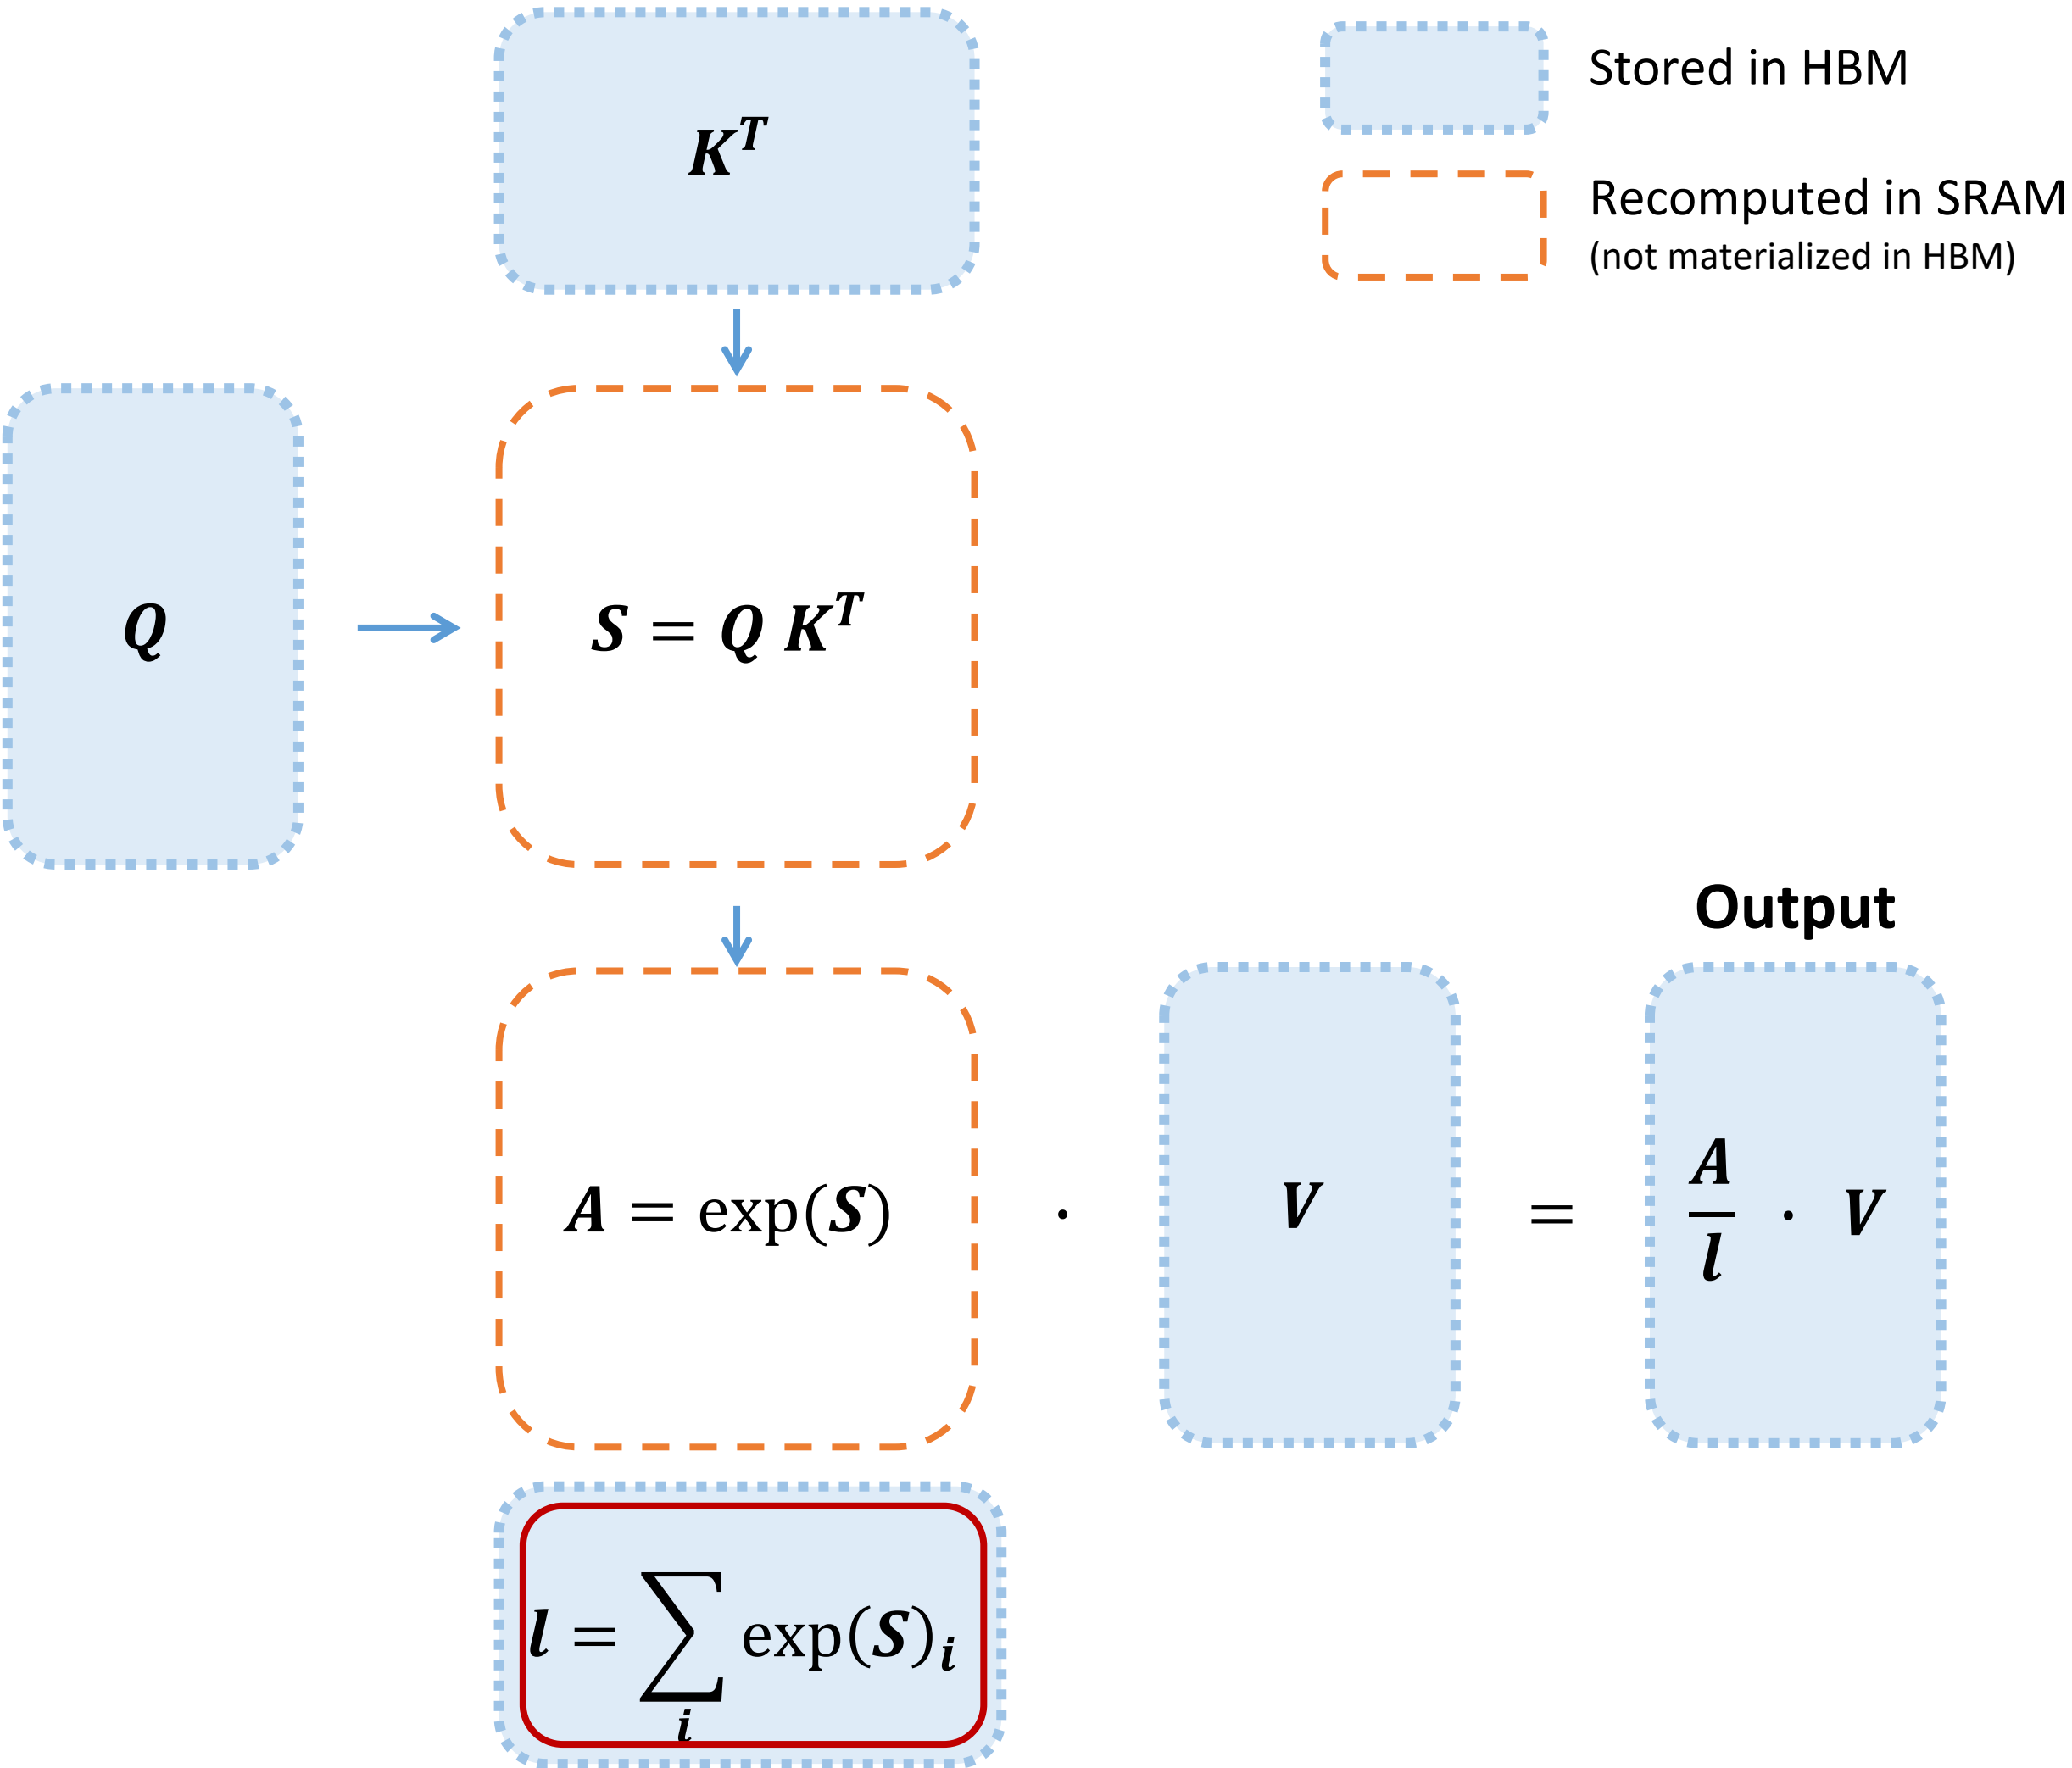 K^T
Stored in HBM
Recomputed in SRAM
(not materialized in HBM)
Q
S = Q K^T
Output
A = exp(S)
·
V
=
A/l · V
l = ∑_i exp(S)_i